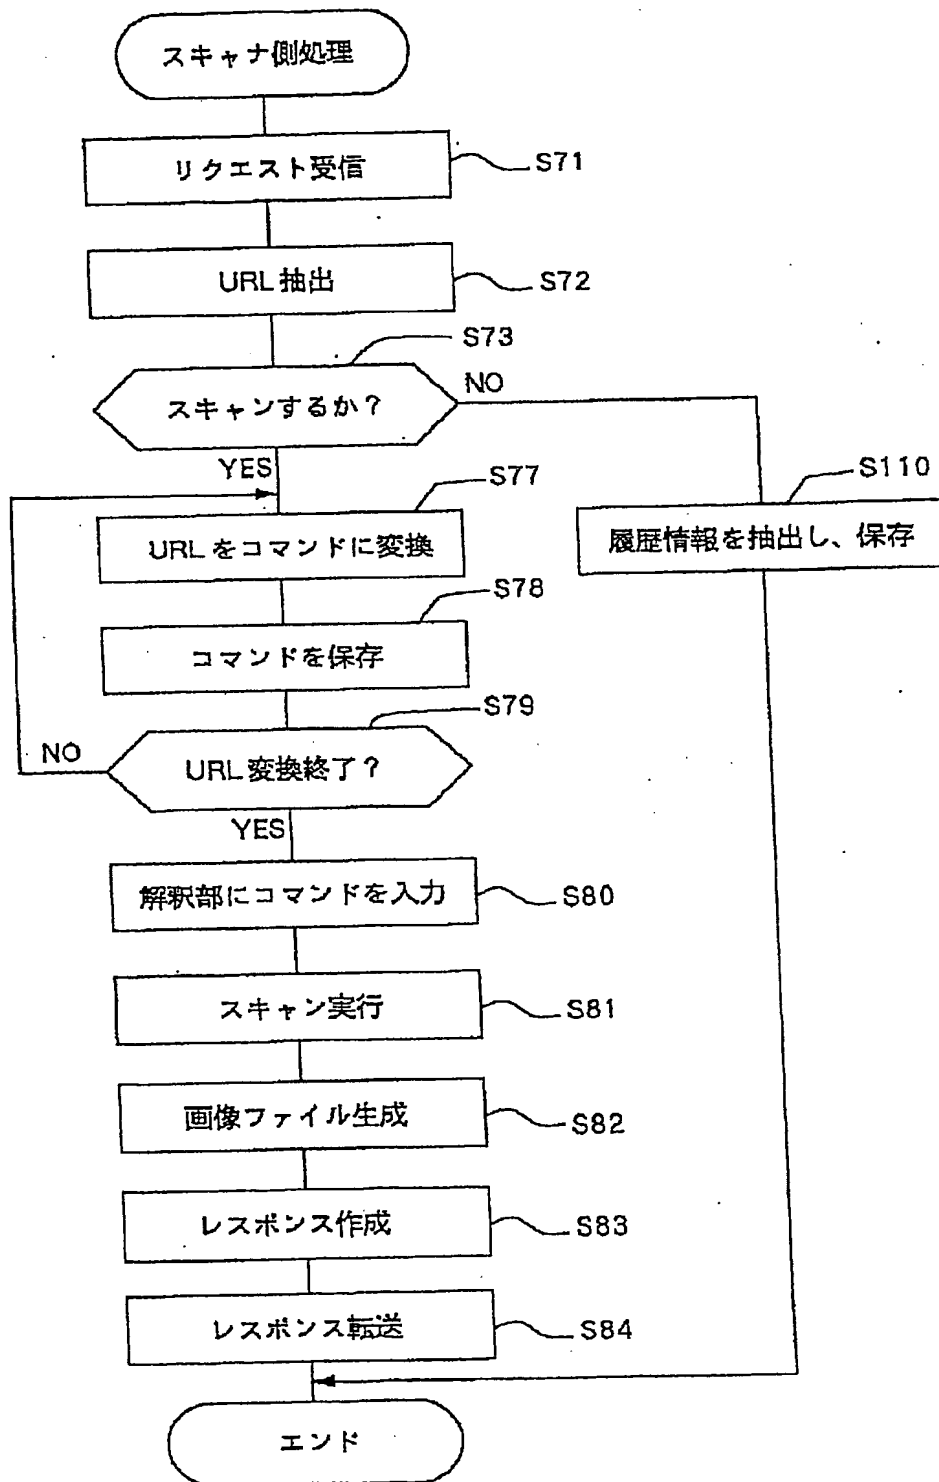 スキャナ側処理
リクエスト受信
S71
URL抽出
S72
S73
スキャンするか?
NO
YES
S77
S110
URLをコマンドに変換
履歴情報を抽出し、保存
S78
コマンドを保存
S79
NO
URL変換終了?
YES
解釈部にコマンドを入力
S80
スキャン実行
S81
画像ファイル生成
S82
レスポンス作成
S83
レスポンス転送
S84
エンド